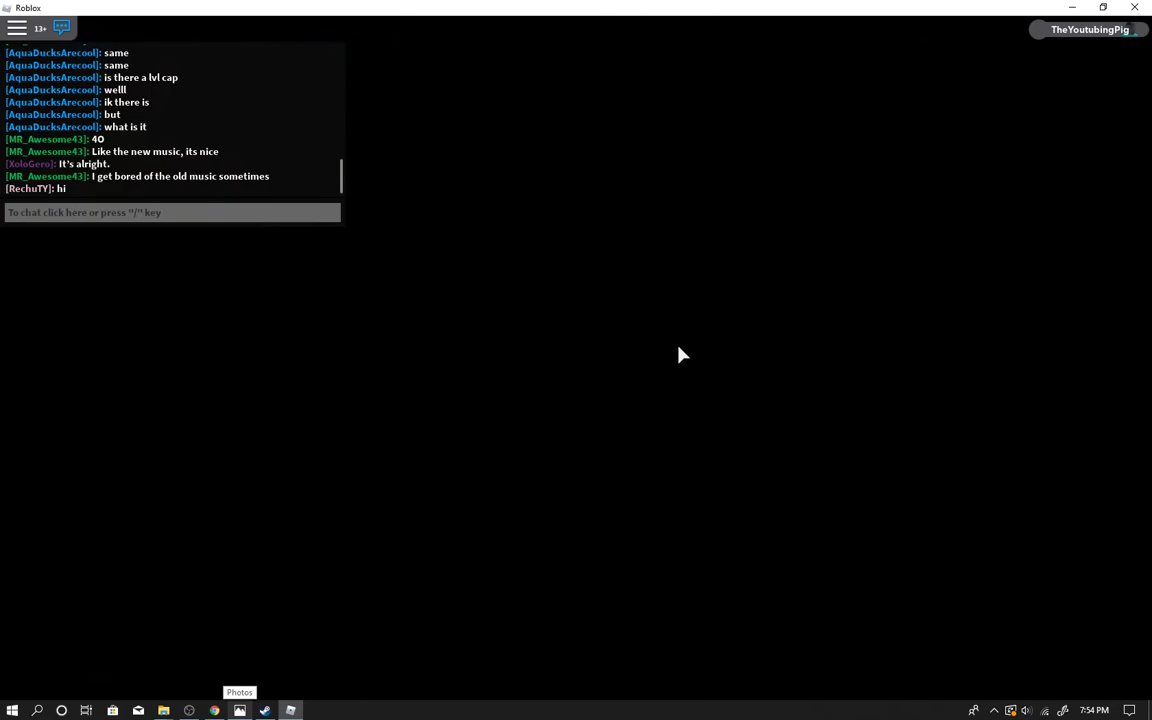 Roblox
13+
TheYoutubingPig
[AquaDucksArecool]: same
[AquaDucksArecool]: same
[AquaDucksArecool]: is there a lvl cap
[AquaDucksArecool]: welll
[AquaDucksArecool]: ik there is
[AquaDucksArecool]: but
[AquaDucksArecool]: what is it
[MR_Awesome43]: 40
[MR_Awesome43]: Like the new music, its nice
[XoloGero]: It's alright.
[MR_Awesome43]: I get bored of the old music sometimes
[RechuTY]: hi
To chat click here or press "/" key
Photos
7:54 PM